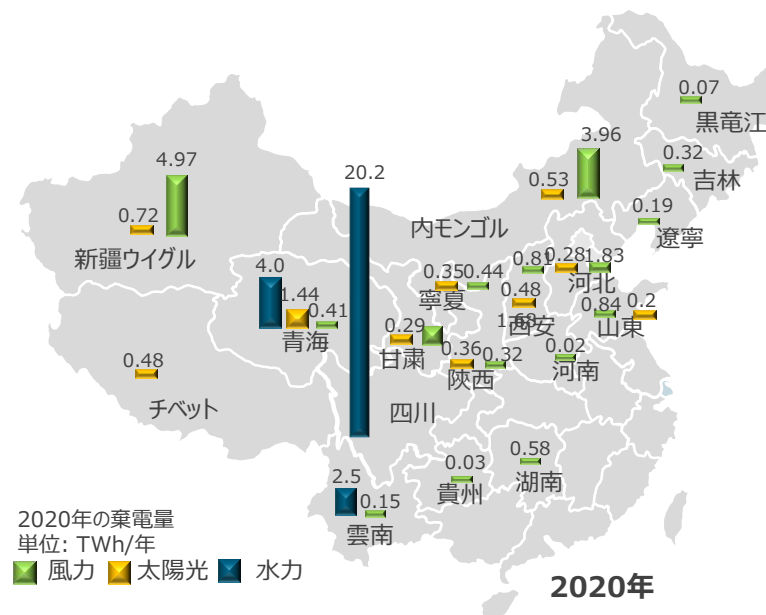 0.07
黒竜江
3.96
0.32
吉林
4.97
20.2
0.53
0.19
遼寧
0.72
内モンゴル
新疆ウイグル
4.0
0.81
0.28
1.83
河北
0.35
0.44
寧夏
1.44
0.41
青海
0.48
西安
1.68
0.84
0.2
山東
0.29
甘粛
0.36
0.32
陝西
0.02
河南
0.48
チベット
四川
0.58
湖南
0.03
貴州
2.5
0.15
雲南
2020年の棄電量
単位: TWh/年
風力 太陽光 水力
2020年